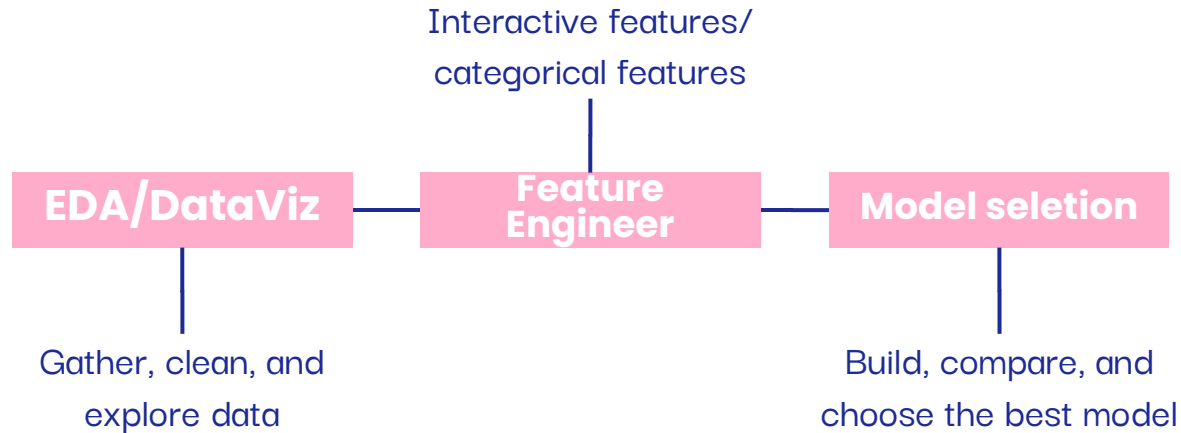 Interactive features/
categorical features
EDA/DataViz
Feature
Engineer
Model seletion
Gather, clean, and
explore data
Build, compare, and
choose the best model